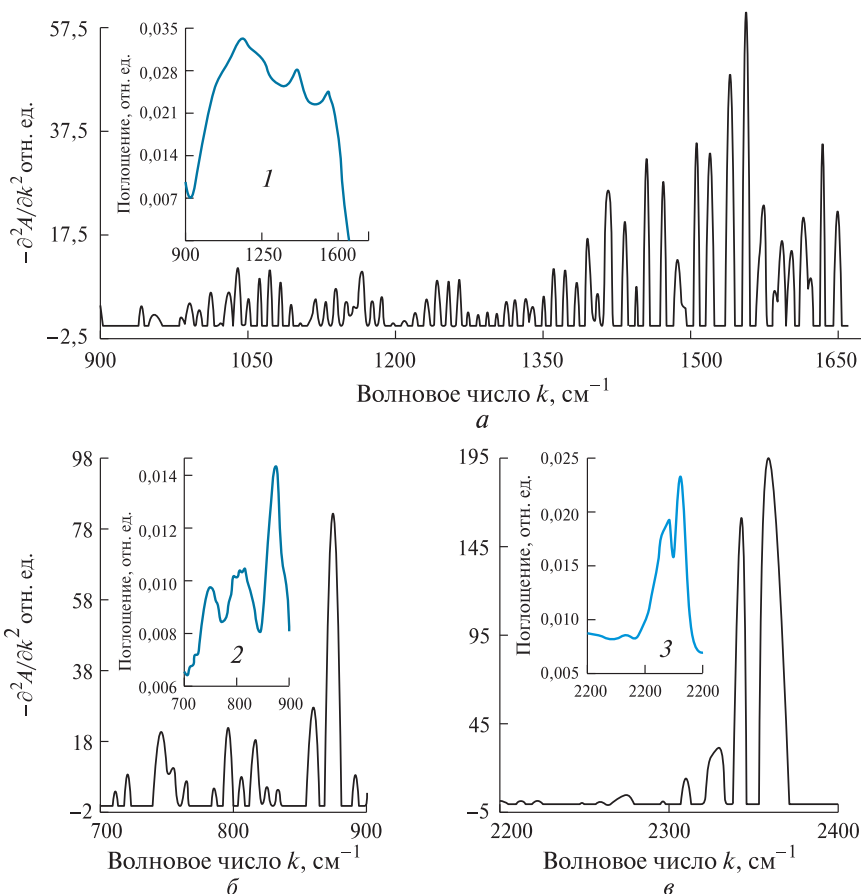 −∂²A/∂k² отн. ед.
57,5
37,5
17,5
−2,5
Поглощение, отн. ед.
0,035
0,028
0,021
0,014
0,007
1
900 1250 1600
900 1050 1200 1350 1500 1650
Волновое число k, см⁻¹
а
−∂²A/∂k² отн. ед.
98
78
58
38
18
−2
Поглощение, отн. ед.
0,014
0,012
0,010
0,008
0,006
2
700 800 900
700 800 900
Волновое число k, см⁻¹
б
195
145
95
45
−5
Поглощение, отн. ед.
0,025
0,020
0,015
0,010
0,005
3
2200 2200 2200
2200 2300 2400
Волновое число k, см⁻¹
в